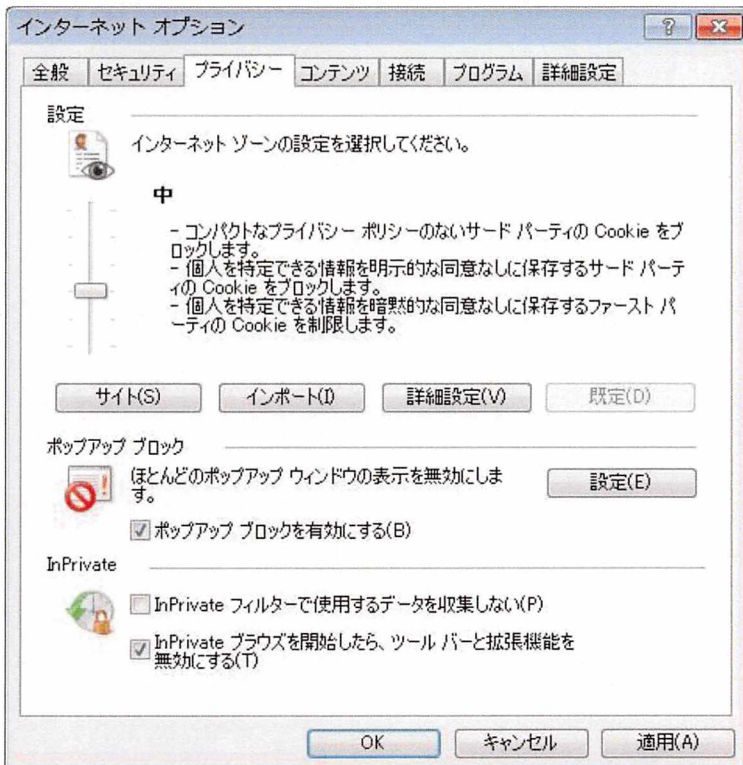 インターネット オプション
全般 セキュリティ プライバシー コンテンツ 接続 プログラム 詳細設定
設定
インターネット ゾーンの設定を選択してください。
中
- コンパクトなプライバシー ポリシーのないサード パーティの Cookie をブ
ロックします。
- 個人を特定できる情報を明示的な同意なしに保存するサード パーテ
ィの Cookie をブロックします。
- 個人を特定できる情報を暗黙的な同意なしに保存するファースト パ
ーティの Cookie を制限します。
サイト(S) インポート(I) 詳細設定(V) 既定(D)
ポップアップ ブロック
ほとんどのポップアップ ウィンドウの表示を無効にしま
す。
設定(E)
ポップアップ ブロックを有効にする(B)
InPrivate
InPrivate フィルターで使用するデータを収集しない(P)
InPrivate ブラウズを開始したら、ツール バーと拡張機能を
無効にする(T)
OK キャンセル 適用(A)